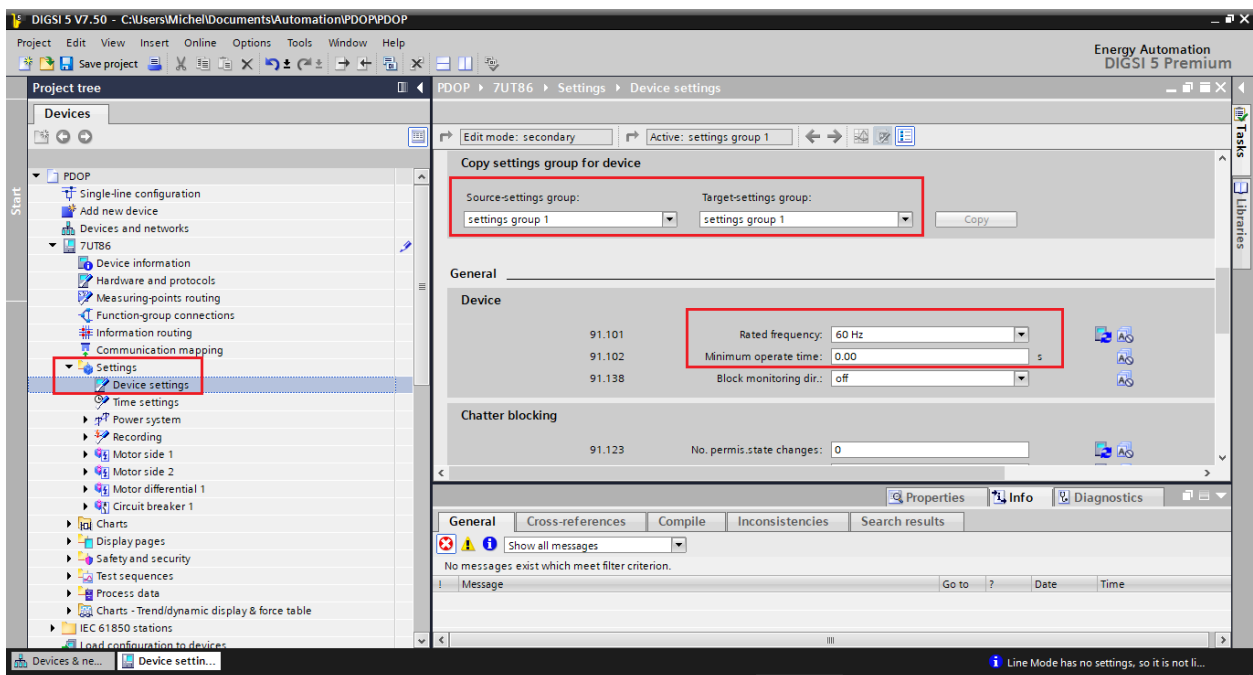 DIGSI 5 V7.50 - C:\Users\Michel\Documents\Automation\PDOP\PDOP
Project Edit View Insert Online Options Tools Window Help
Save project
Energy Automation
DIGSI 5 Premium
Start
Project tree
Devices
PDOP
Single-line configuration
Add new device
Devices and networks
7UT86
Device information
Hardware and protocols
Measuring-points routing
Function-group connections
Information routing
Communication mapping
Settings
Device settings
Time settings
Power system
Recording
Motor side 1
Motor side 2
Motor differential 1
Circuit breaker 1
Charts
Display pages
Safety and security
Test sequences
Process data
Charts - Trend/dynamic display & force table
IEC 61850 stations
Load configuration to devices
PDOP 7UT86 Settings Device settings
Edit mode: secondary Active: settings group 1
Copy settings group for device
Source-settings group: Target-settings group:
settings group 1 settings group 1 Copy
General
Device
91.101 Rated frequency: 60 Hz
91.102 Minimum operate time: 0.00 s
91.138 Block monitoring dir.: off
Chatter blocking
91.123 No. permis.state changes: 0
Properties Info Diagnostics
General Cross-references Compile Inconsistencies Search results
Show all messages
No messages exist which meet filter criterion.
! Message Go to ? Date Time
Tasks
Libraries
Devices & ne... Device settin... Line Mode has no settings, so it is not li...